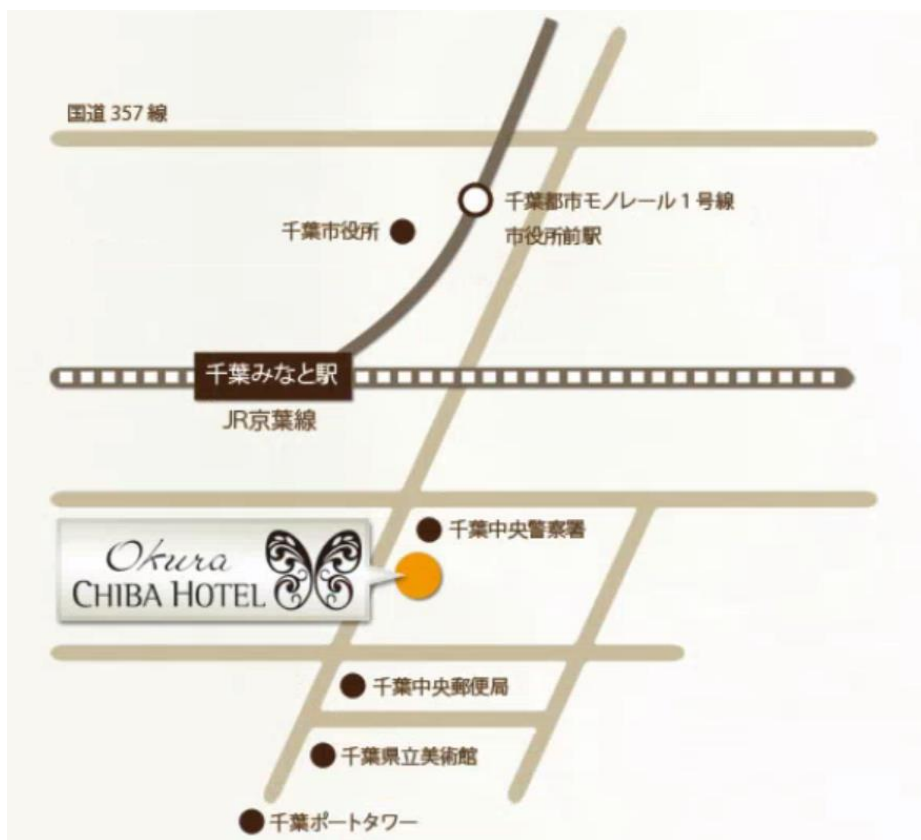 国道 357 線
千葉都市モノレール 1 号線
市役所前駅
千葉市役所
千葉みなと駅
JR京葉線
千葉中央警察署
Okura
CHIBA HOTEL
千葉中央郵便局
千葉県立美術館
千葉ポートタワー